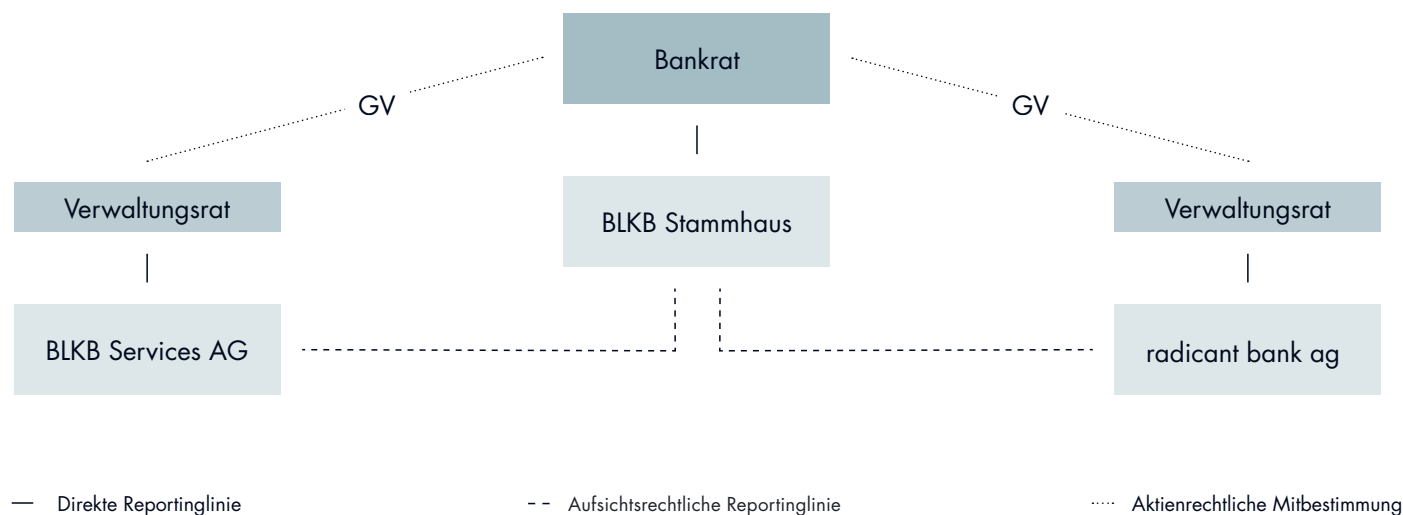 Bankrat
GV
GV
Verwaltungsrat
BLKB Stammhaus
Verwaltungsrat
BLKB Services AG
radicant bank ag
Direkte Reportinglinie
Aufsichtsrechtliche Reportinglinie
Aktienrechtliche Mitbestimmung